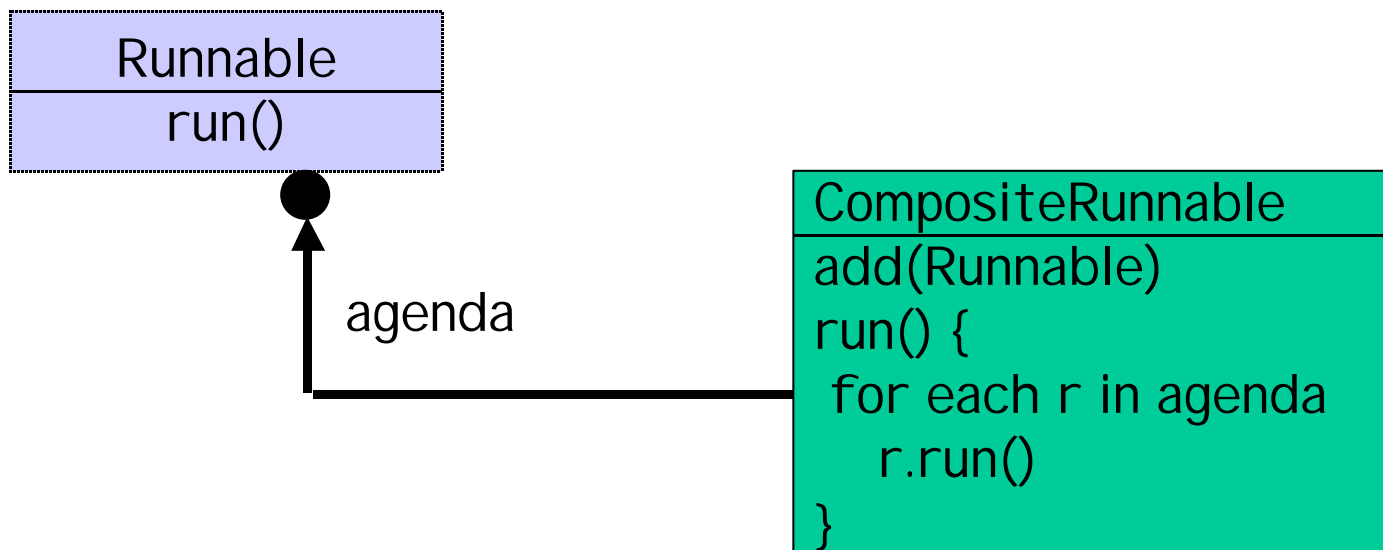 Runnable
run()
agenda
CompositeRunnable
add(Runnable)
run() {
for each r in agenda
r.run()
}